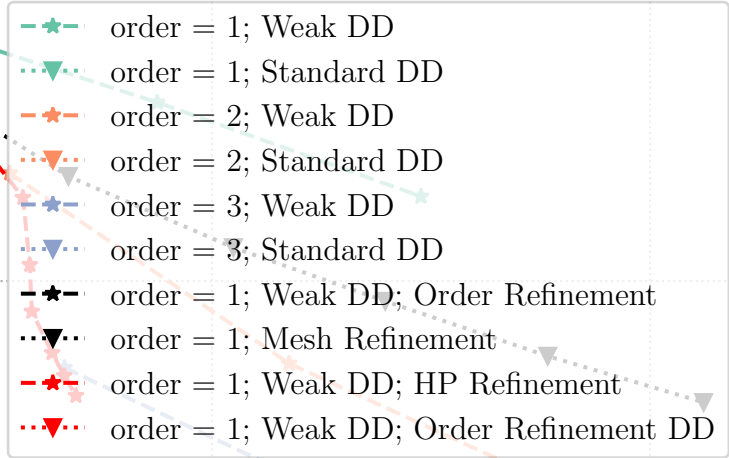 order = 1; Weak DD
order = 1; Standard DD
order = 2; Weak DD
order = 2; Standard DD
order = 3; Weak DD
order = 3; Standard DD
order = 1; Weak DD; Order Refinement
order = 1; Mesh Refinement
order = 1; Weak DD; HP Refinement
order = 1; Weak DD; Order Refinement DD